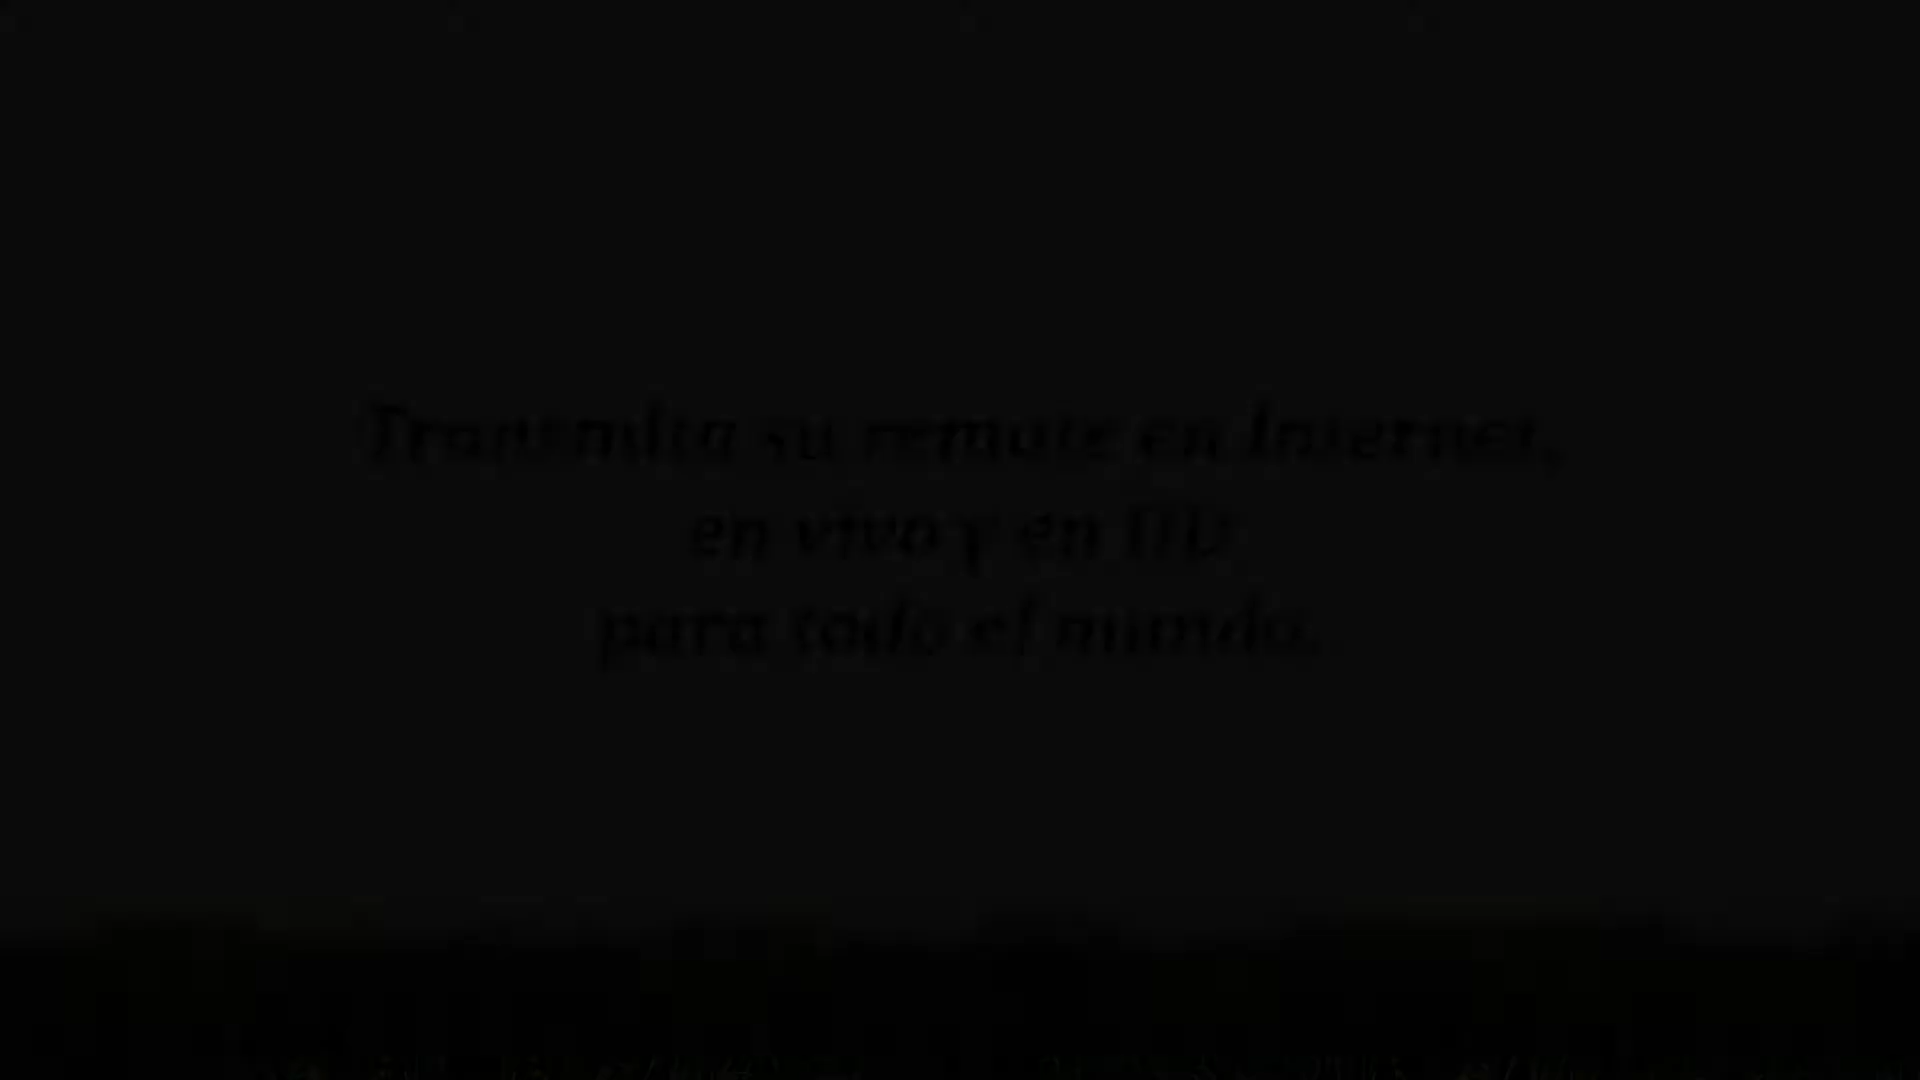 Transmita su remate en Internet,
en vivo y en HD
para todo el mundo.